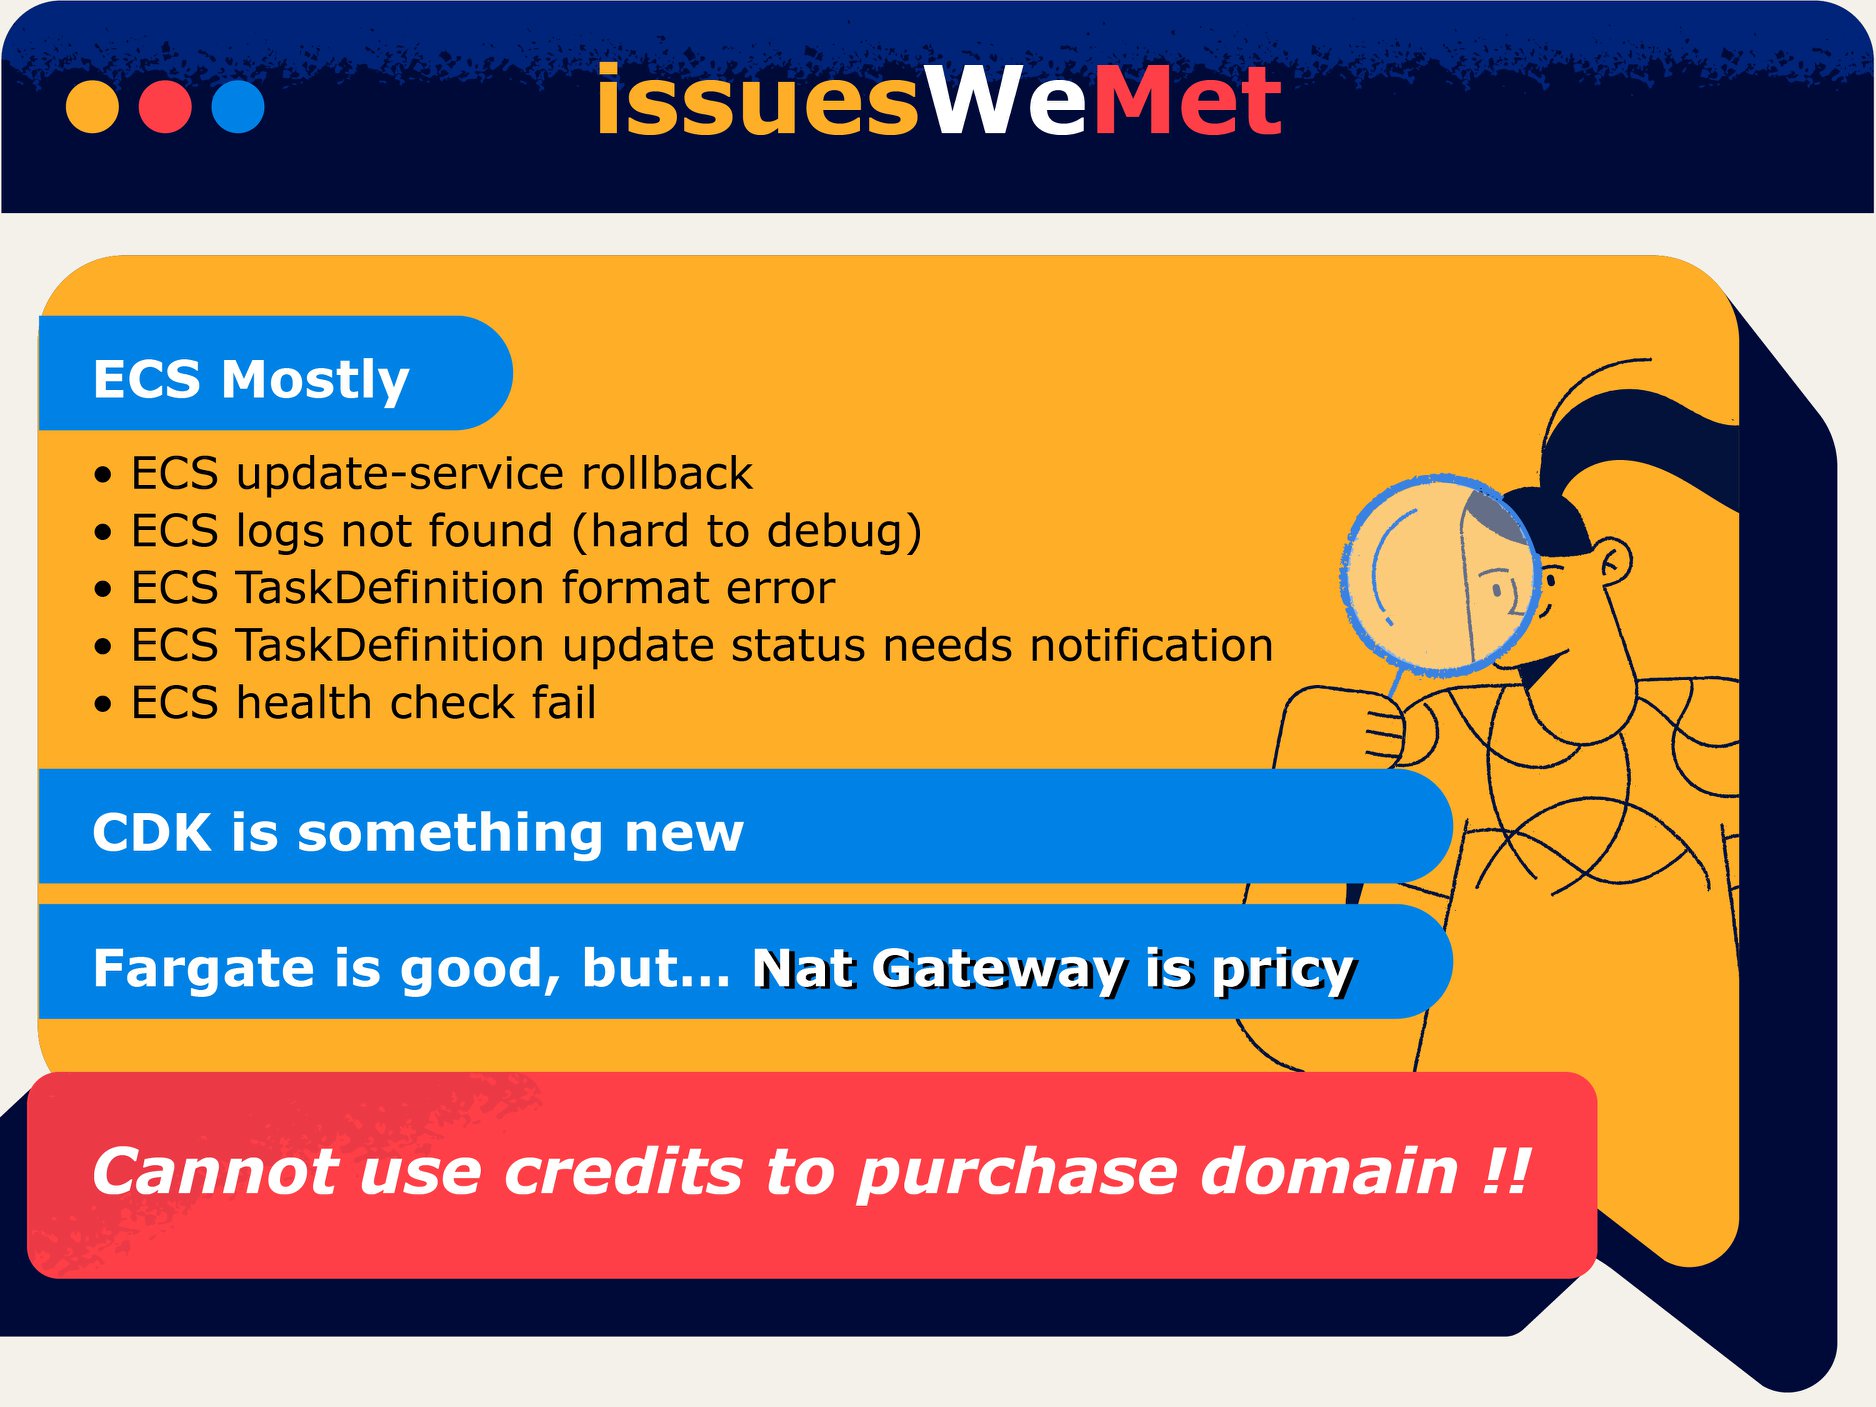 issuesWeMet
ECS Mostly
• ECS update-service rollback
• ECS logs not found (hard to debug)
• ECS TaskDefinition format error
• ECS TaskDefinition update status needs notification
• ECS health check fail
CDK is something new
Fargate is good, but... Nat Gateway is pricy
Cannot use credits to purchase domain !!